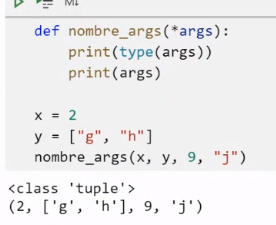 M↓
def nombre_args(*args):
    print(type(args))
    print(args)
x = 2
y = ["g", "h"]
nombre_args(x, y, 9, "j")
<class 'tuple'>
(2, ['g', 'h'], 9, 'j')